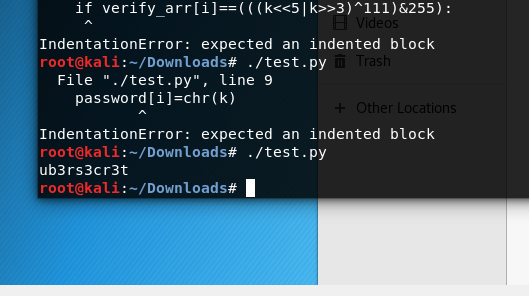 if verify_arr[i]==(((k<<5|k>>3)^111)&255):
^
IndentationError: expected an indented block
root@kali:~/Downloads# ./test.py
File "./test.py", line 9
password[i]=chr(k)
^
IndentationError: expected an indented block
root@kali:~/Downloads# ./test.py
ub3rs3cr3t
root@kali:~/Downloads#
Videos
Trash
+ Other Locations